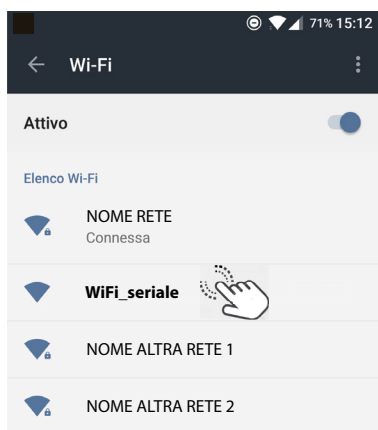 71% 15:12
Wi-Fi
Attivo
Elenco Wi-Fi
NOME RETE
Connessa
WiFi_seriale
NOME ALTRA RETE 1
NOME ALTRA RETE 2